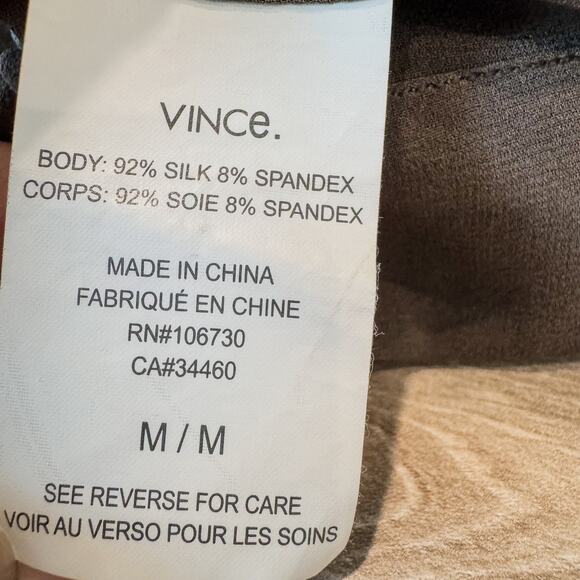 VINCe.
BODY: 92% SILK 8% SPANDEX
CORPS: 92% SOIE 8% SPANDEX
MADE IN CHINA
FABRIQUÉ EN CHINE
RN#106730
CA#34460
M / M
SEE REVERSE FOR CARE
VOIR AU VERSO POUR LES SOINS